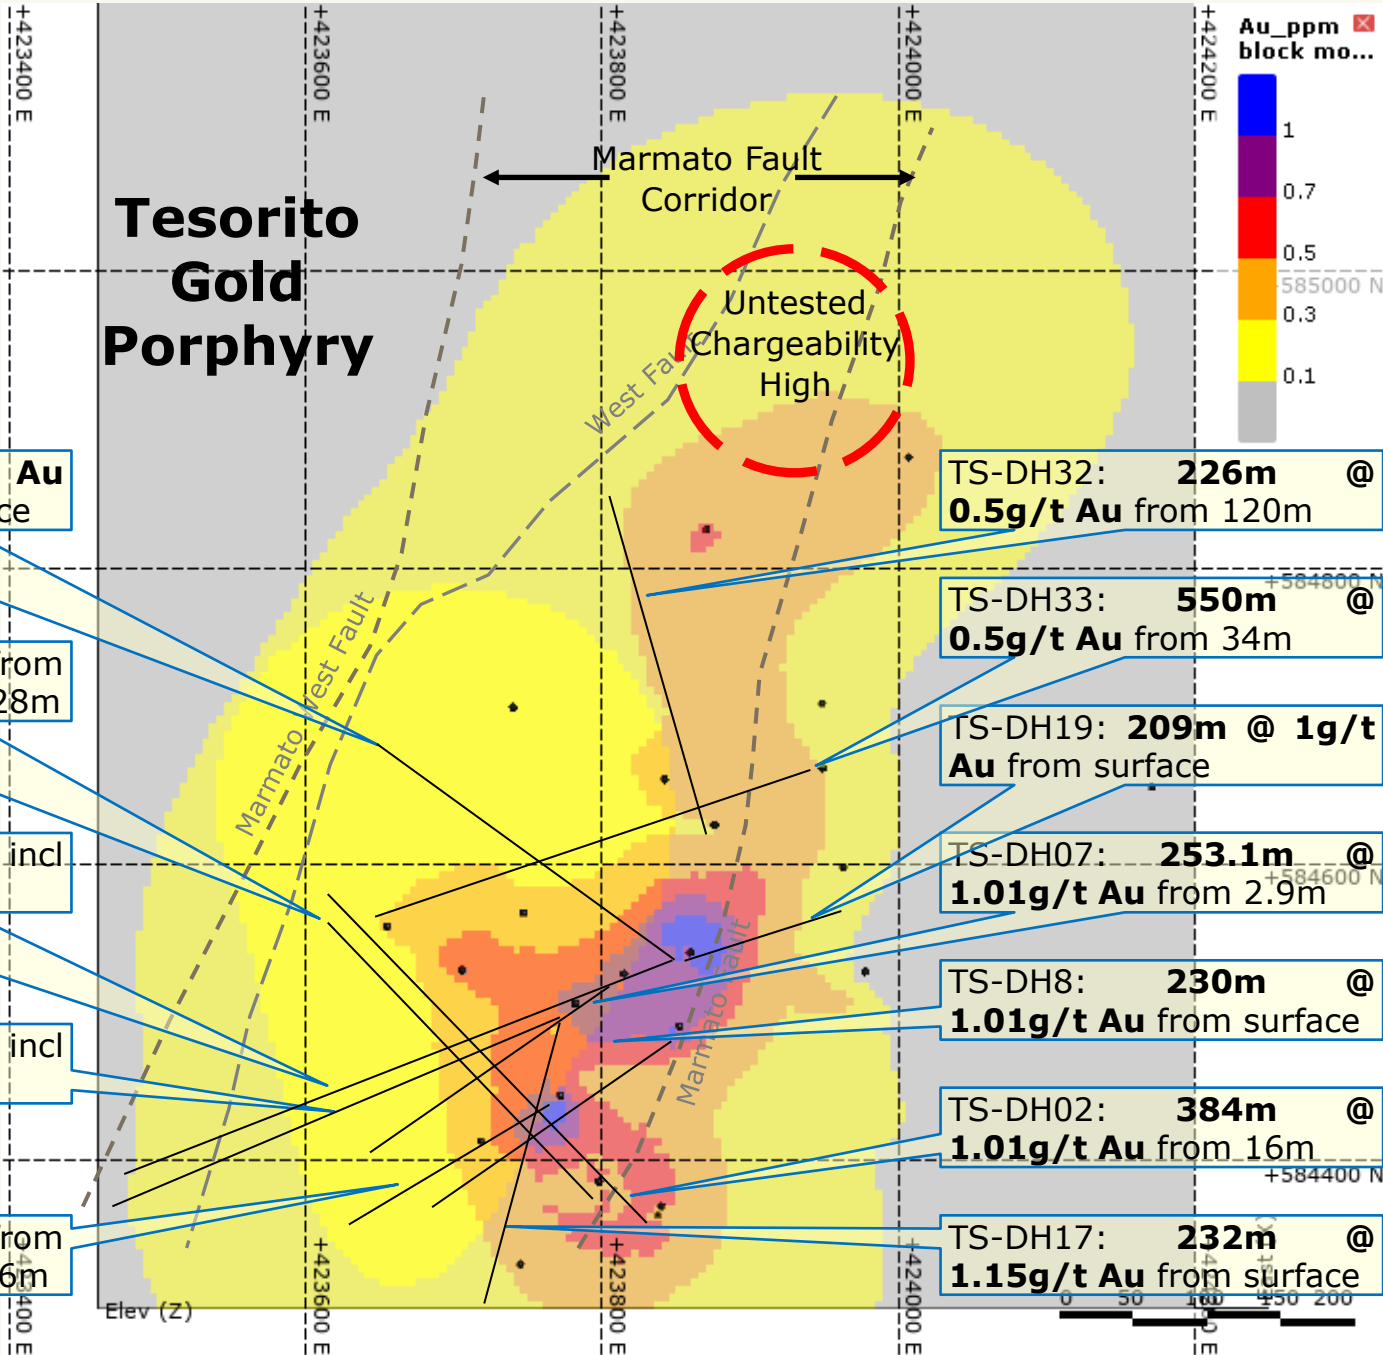 +423400 E
+423600 E
+423800 E
+424000 E
+424200 E
Au_ppm
block mo...
1
0.7
0.5
0.3
0.1
Marmato Fault
Corridor
Tesorito
Gold
Porphyry
585000 N
Untested
Chargeability
High
West Fault
Au
ce
TS-DH32: 226m @
0.5g/t Au from 120m
+584800 N
TS-DH33: 550m @
0.5g/t Au from 34m
Marmato West Fault
rom
28m
TS-DH19: 209m @ 1g/t
Au from surface
incl
TS-DH07: 253.1m @
1.01g/t Au from 2.9m
+584600 N
Marmato Fault
TS-DH8: 230m @
1.01g/t Au from surface
incl
TS-DH02: 384m @
1.01g/t Au from 16m
+584400 N
rom
6m
TS-DH17: 232m @
1.15g/t Au from surface
+423400 E
+423600 E
+423800 E
+424000 E
+424200 E
Elev (Z)
0 50 100 150 200